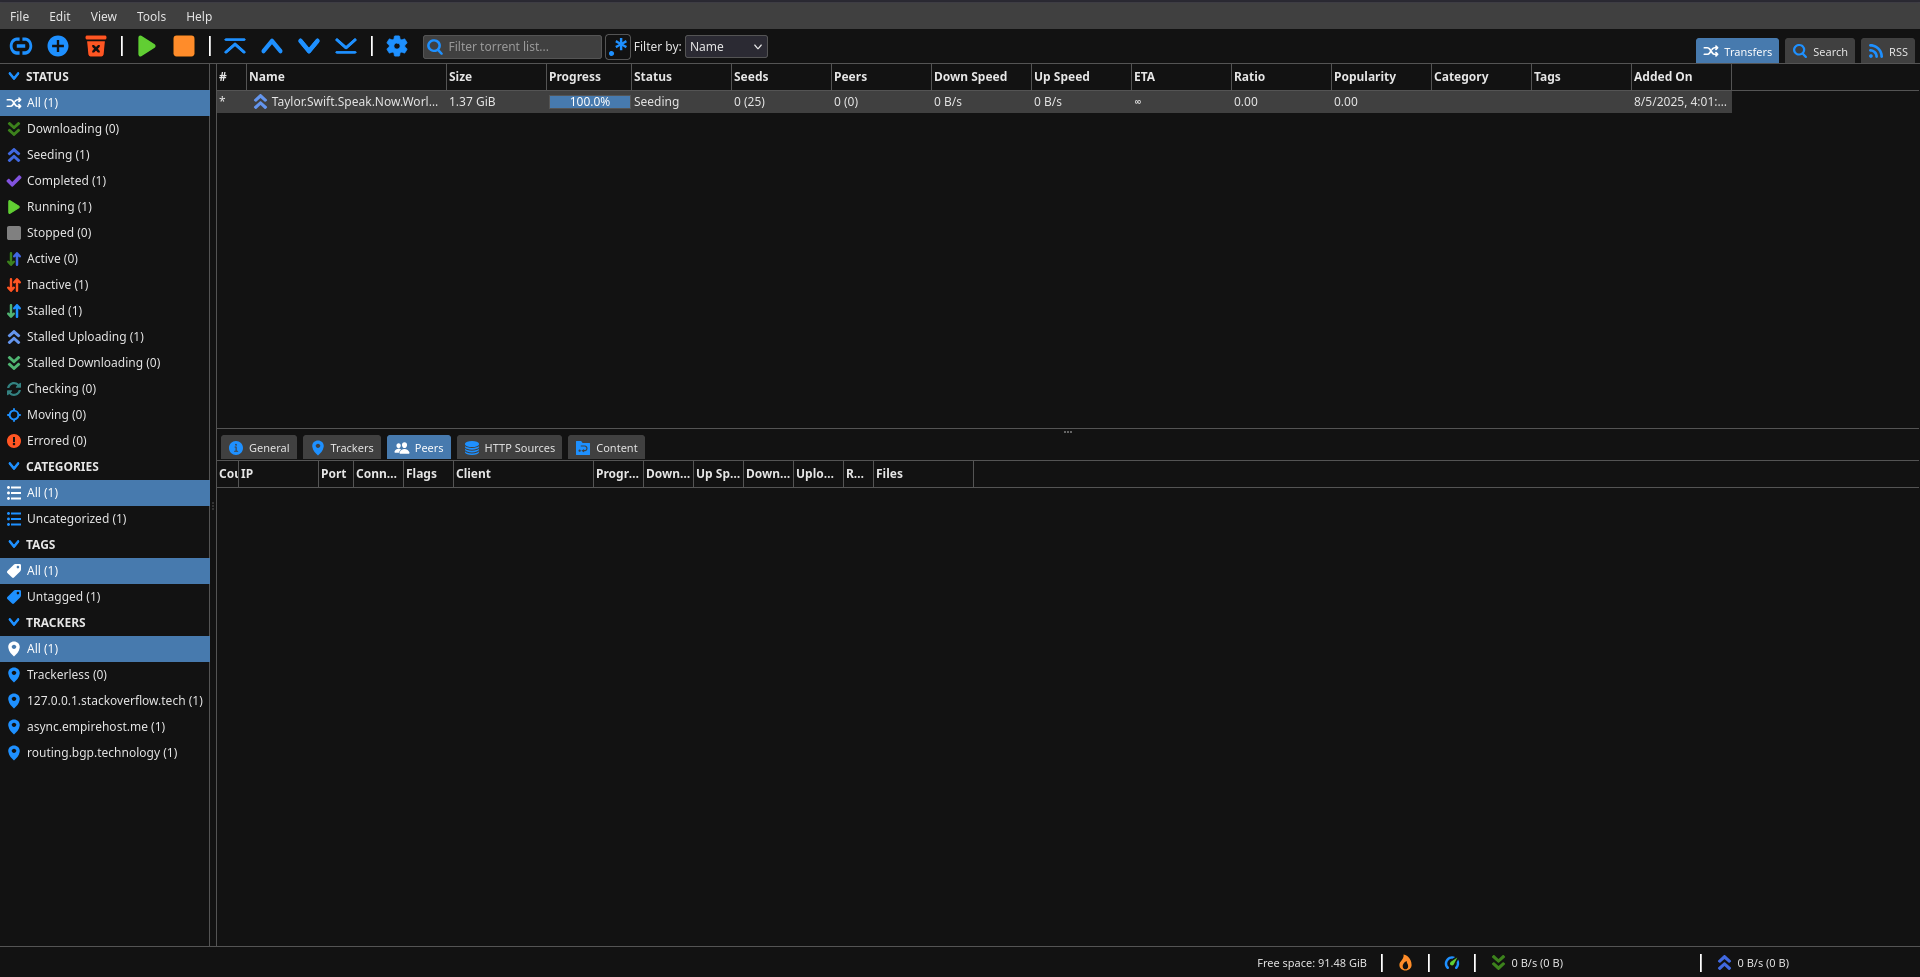 File Edit View Tools Help
Filter torrent list... .* Filter by: Name Transfers Search RSS
STATUS
All (1)
Downloading (0)
Seeding (1)
Completed (1)
Running (1)
Stopped (0)
Active (0)
Inactive (1)
Stalled (1)
Stalled Uploading (1)
Stalled Downloading (0)
Checking (0)
Moving (0)
Errored (0)
CATEGORIES
All (1)
Uncategorized (1)
TAGS
All (1)
Untagged (1)
TRACKERS
All (1)
Trackerless (0)
127.0.0.1.stackoverflow.tech (1)
async.empirehost.me (1)
routing.bgp.technology (1)
# Name Size Progress Status Seeds Peers Down Speed Up Speed ETA Ratio Popularity Category Tags Added On
* Taylor.Swift.Speak.Now.Worl... 1.37 GiB 100.0% Seeding 0 (25) 0 (0) 0 B/s 0 B/s ∞ 0.00 0.00 8/5/2025, 4:01:...
General Trackers Peers HTTP Sources Content
Cou IP Port Conn... Flags Client Progr... Down... Up Sp... Down... Uplo... R... Files
Free space: 91.48 GiB 0 B/s (0 B) 0 B/s (0 B)